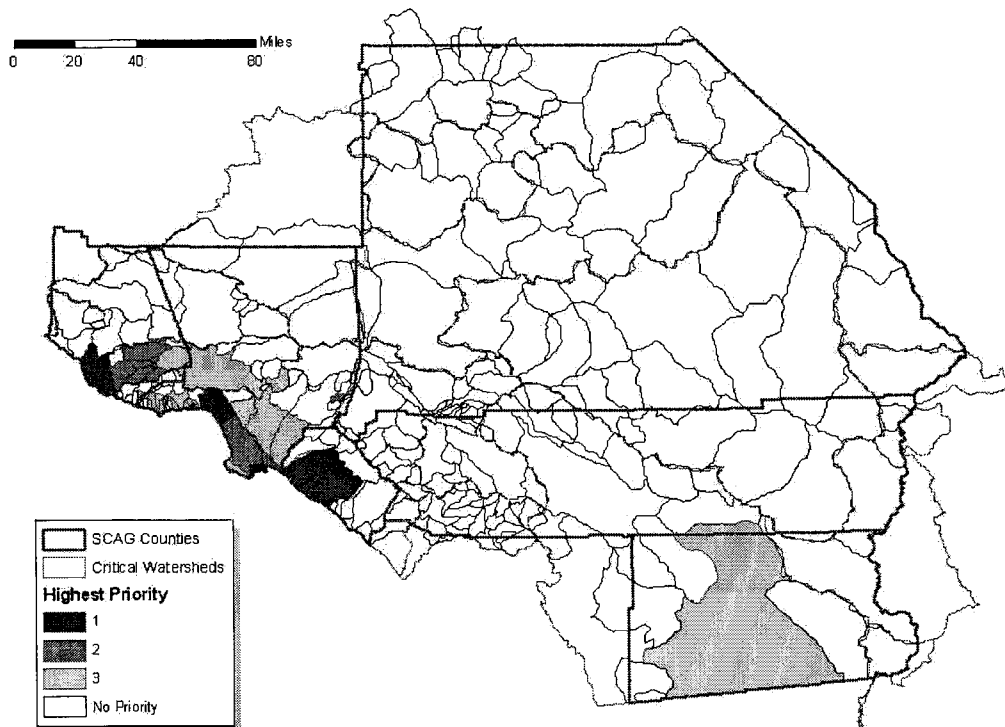 Miles
0 20 40 80
SCAG Counties
Critical Watersheds
Highest Priority
1
2
3
No Priority